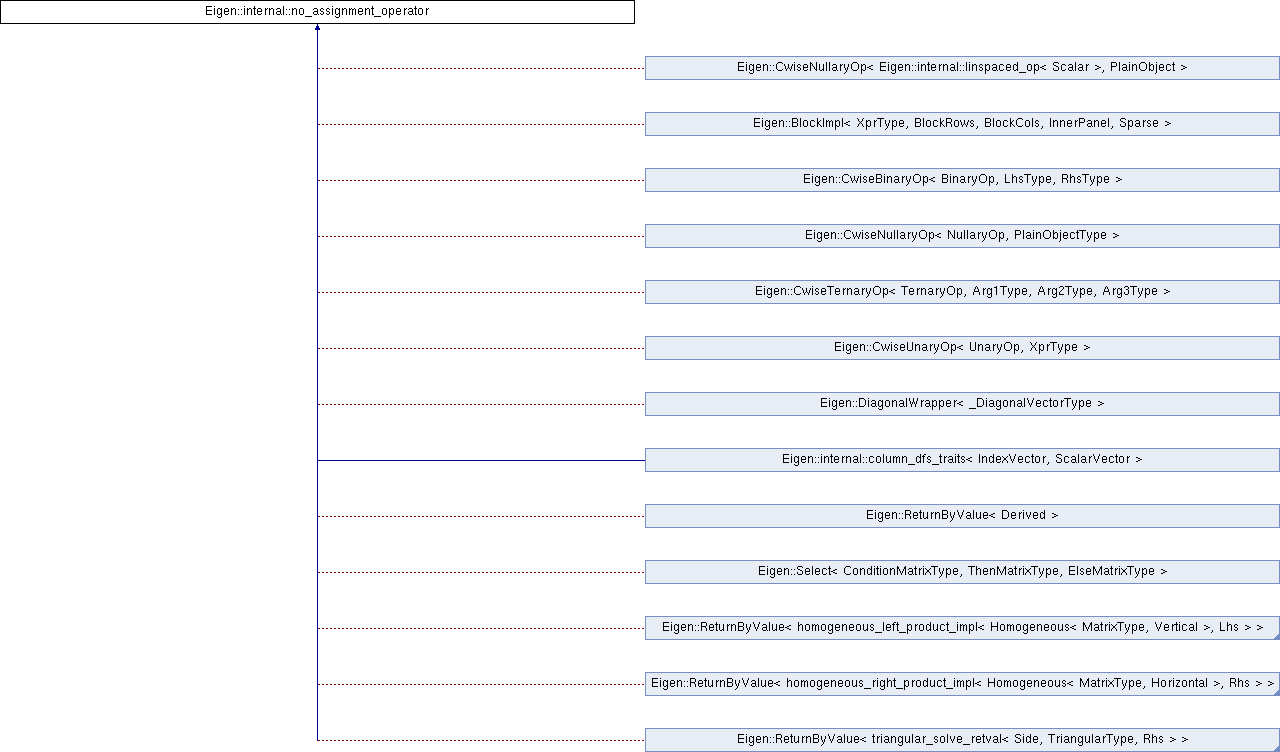 Eigen::internal::no_assignment_operator
Eigen::CwiseNullaryOp< Eigen::internal::linspaced_op< Scalar >, PlainObject >
Eigen::BlockImpl< XprType, BlockRows, BlockCols, InnerPanel, Sparse >
Eigen::CwiseBinaryOp< BinaryOp, LhsType, RhsType >
Eigen::CwiseNullaryOp< NullaryOp, PlainObjectType >
Eigen::CwiseTernaryOp< TernaryOp, Arg1Type, Arg2Type, Arg3Type >
Eigen::CwiseUnaryOp< UnaryOp, XprType >
Eigen::DiagonalWrapper< _DiagonalVectorType >
Eigen::internal::column_dfs_traits< IndexVector, ScalarVector >
Eigen::ReturnByValue< Derived >
Eigen::Select< ConditionMatrixType, ThenMatrixType, ElseMatrixType >
Eigen::ReturnByValue< homogeneous_left_product_impl< Homogeneous< MatrixType, Vertical >, Lhs > >
Eigen::ReturnByValue< homogeneous_right_product_impl< Homogeneous< MatrixType, Horizontal >, Rhs > >
Eigen::ReturnByValue< triangular_solve_retval< Side, TriangularType, Rhs > >